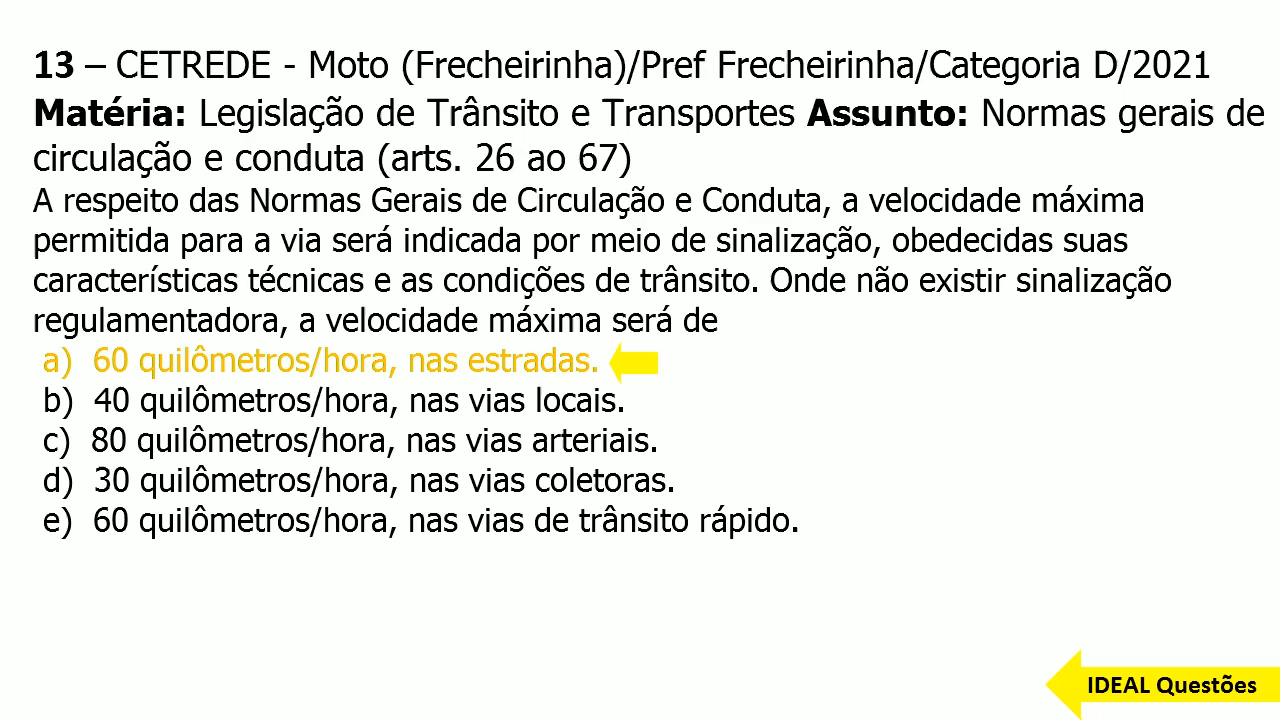 13 – CETREDE - Moto (Frecheirinha)/Pref Frecheirinha/Categoria D/2021
Matéria: Legislação de Trânsito e Transportes Assunto: Normas gerais de
circulação e conduta (arts. 26 ao 67)
A respeito das Normas Gerais de Circulação e Conduta, a velocidade máxima
permitida para a via será indicada por meio de sinalização, obedecidas suas
características técnicas e as condições de trânsito. Onde não existir sinalização
regulamentadora, a velocidade máxima será de
a) 60 quilômetros/hora, nas estradas.
b) 40 quilômetros/hora, nas vias locais.
c) 80 quilômetros/hora, nas vias arteriais.
d) 30 quilômetros/hora, nas vias coletoras.
e) 60 quilômetros/hora, nas vias de trânsito rápido.
IDEAL Questões